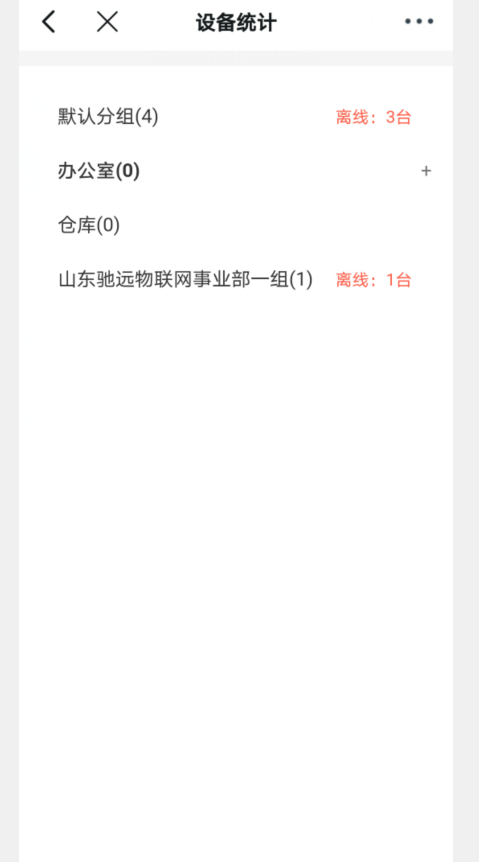 设备统计
默认分组(4) 离线：3台
办公室(0) +
仓库(0)
山东驰远物联网事业部一组(1) 离线：1台